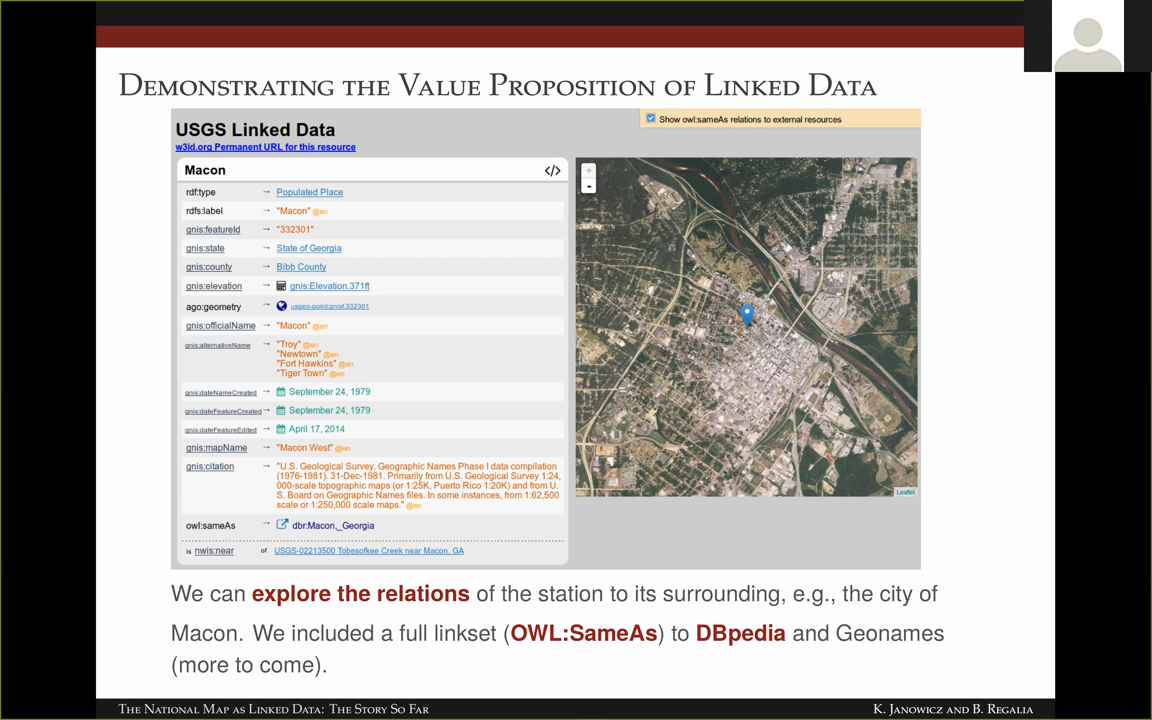 Demonstrating the Value Proposition of Linked Data
USGS Linked Data
w3id.org Permanent URL for this resource
Show owl:sameAs relations to external resources
Macon </>
rdf:type → Populated Place
rdfs:label → "Macon" @en
gnis:featureId → "332301"
gnis:state → State of Georgia
gnis:county → Bibb County
gnis:elevation → gnis:Elevation.371ft
ago:geometry → usgeo-point:gnisf.332301
gnis:officialName → "Macon" @en
gnis:alternativeName → "Troy" @en
"Newtown" @en
"Fort Hawkins" @en
"Tiger Town" @en
gnis:dateNameCreated → September 24, 1979
gnis:dateFeatureCreated → September 24, 1979
gnis:dateFeatureEdited → April 17, 2014
gnis:mapName → "Macon West" @en
gnis:citation → "U.S. Geological Survey. Geographic Names Phase I data compilation
(1976-1981). 31-Dec-1981. Primarily from U.S. Geological Survey 1:24,
000-scale topographic maps (or 1:25K, Puerto Rico 1:20K) and from U.
S. Board on Geographic Names files. In some instances, from 1:62,500
scale or 1:250,000 scale maps." @en
owl:sameAs → dbr:Macon,_Georgia
is nwis:near of USGS-02213500 Tobesofkee Creek near Macon, GA
+
-
Leaflet
We can explore the relations of the station to its surrounding, e.g., the city of
Macon. We included a full linkset (OWL:SameAs) to DBpedia and Geonames
(more to come).
The National Map as Linked Data: The Story So Far
K. Janowicz and B. Regalia